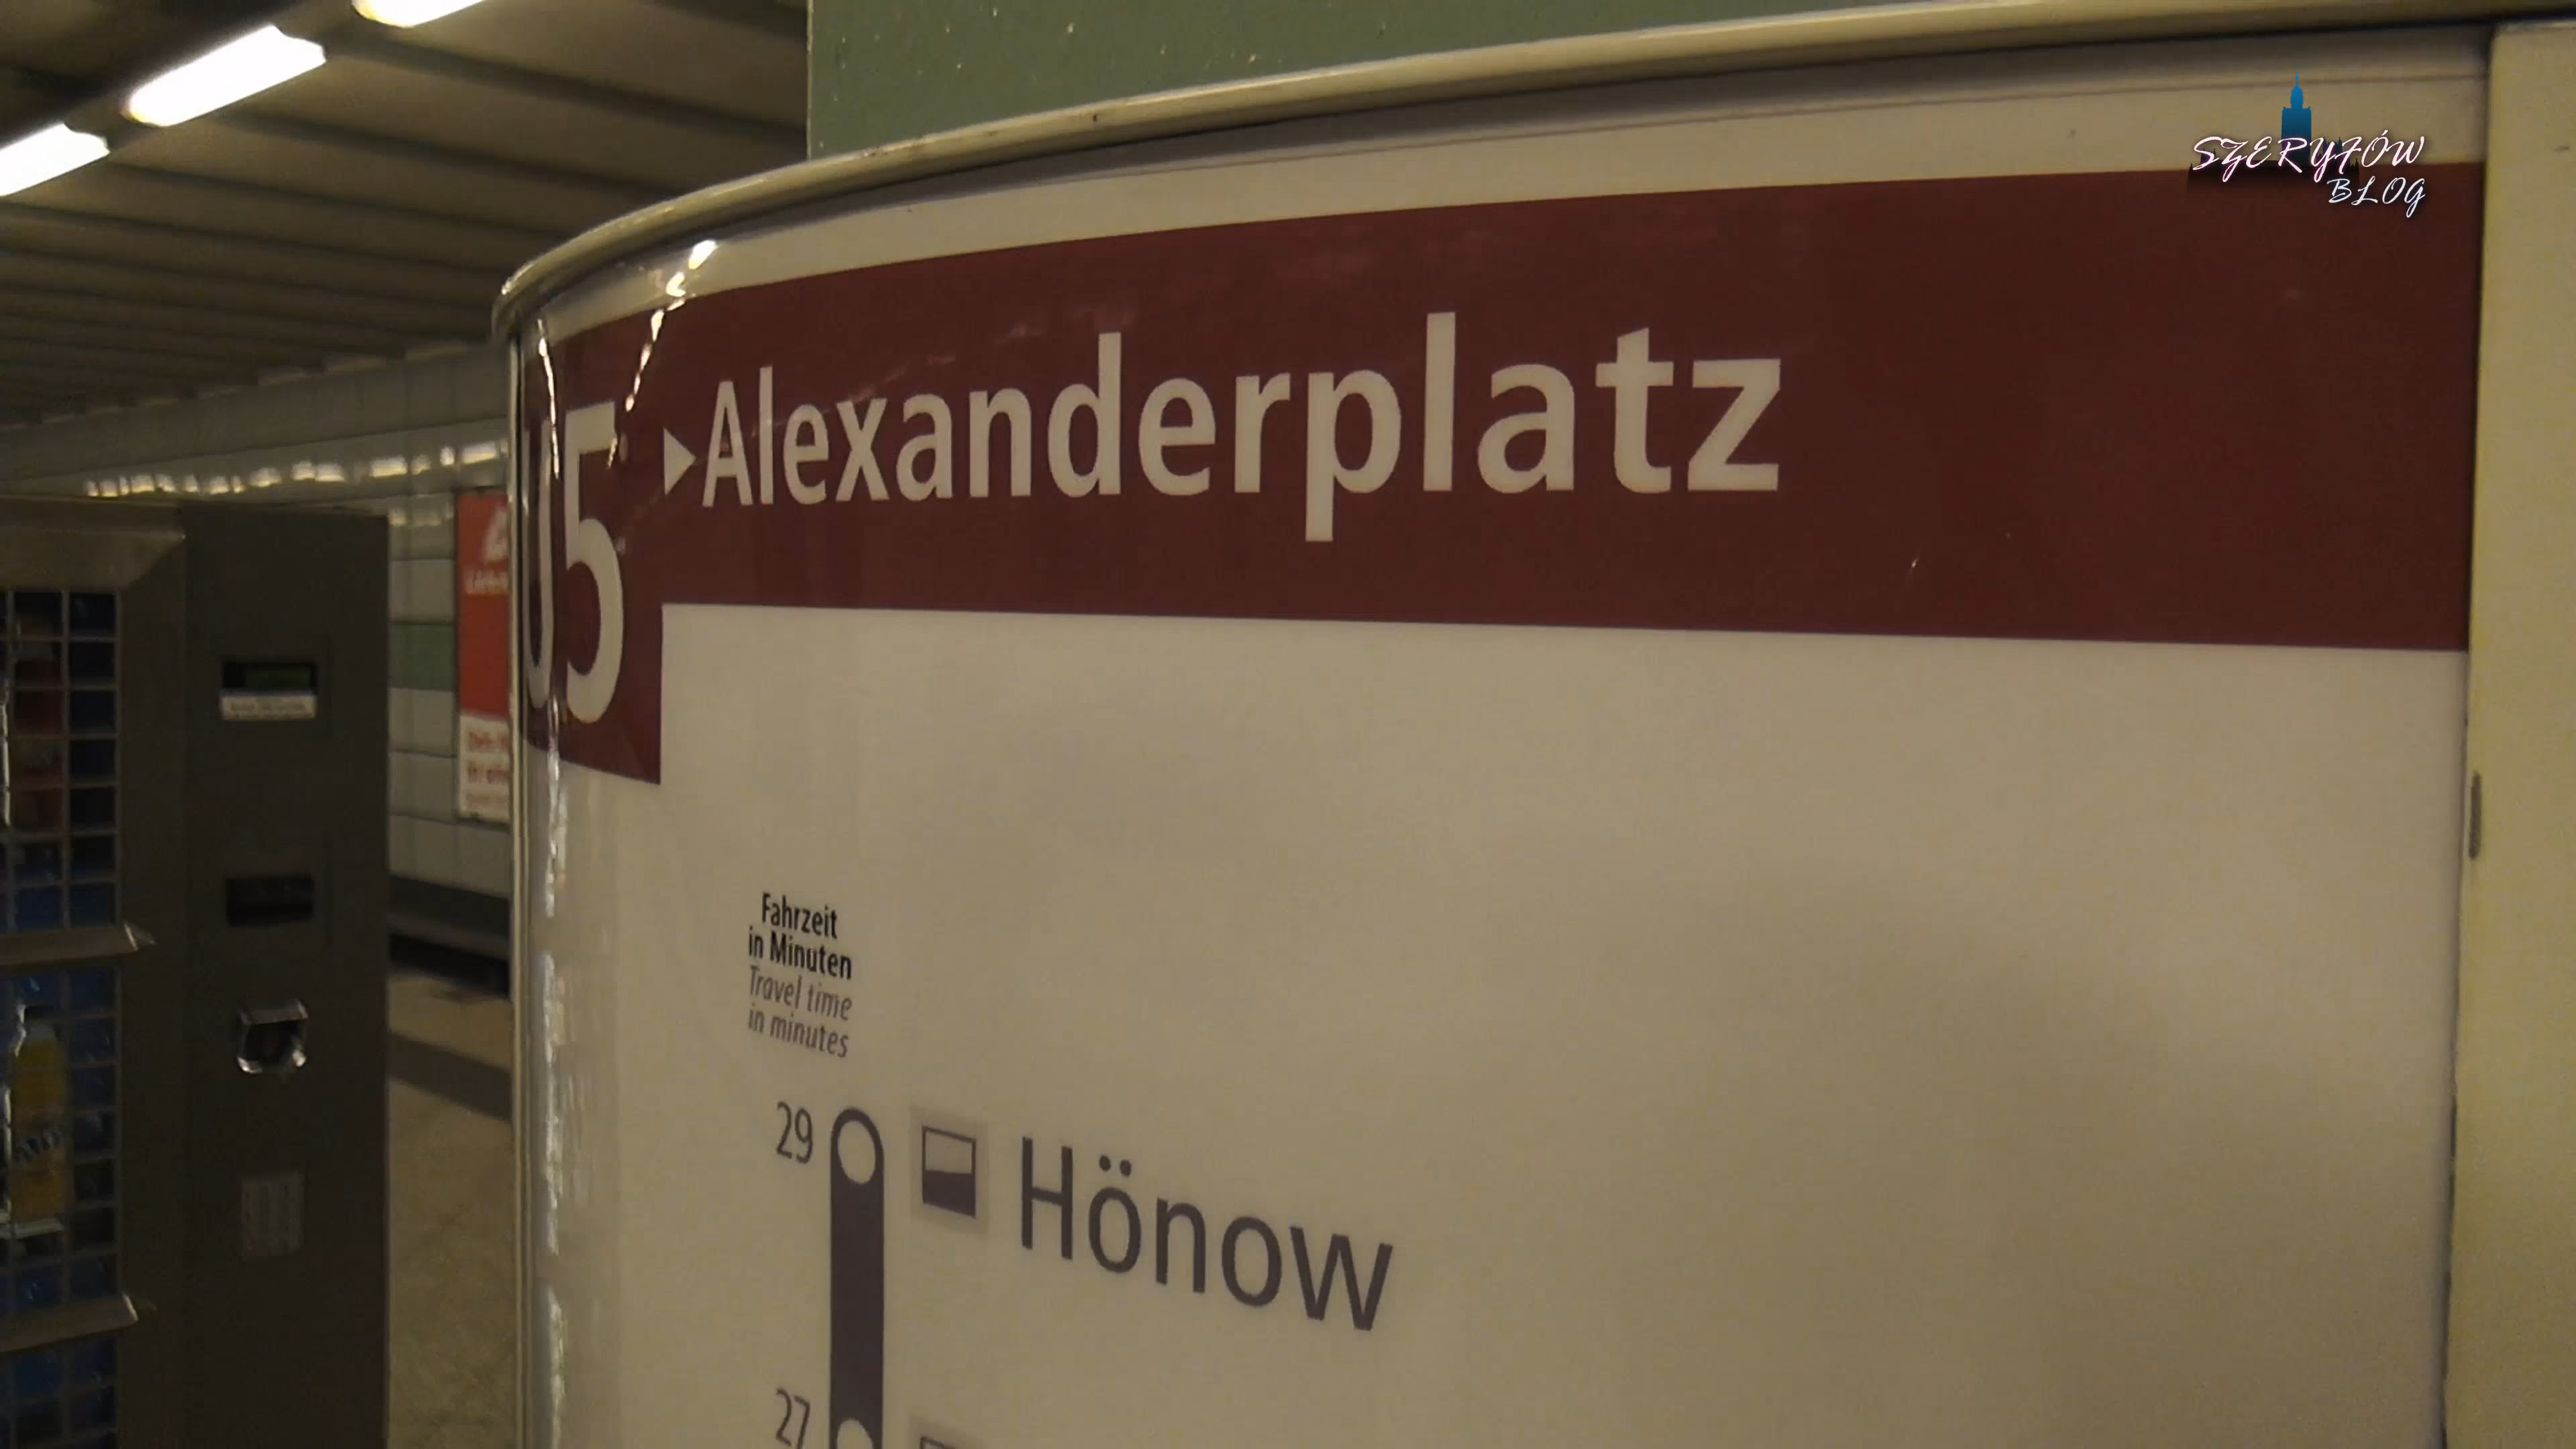 SZERYFÓW
BLOG
U5
Alexanderplatz
Fahrzeit
in Minuten
Travel time
in minutes
29
Hönow
27